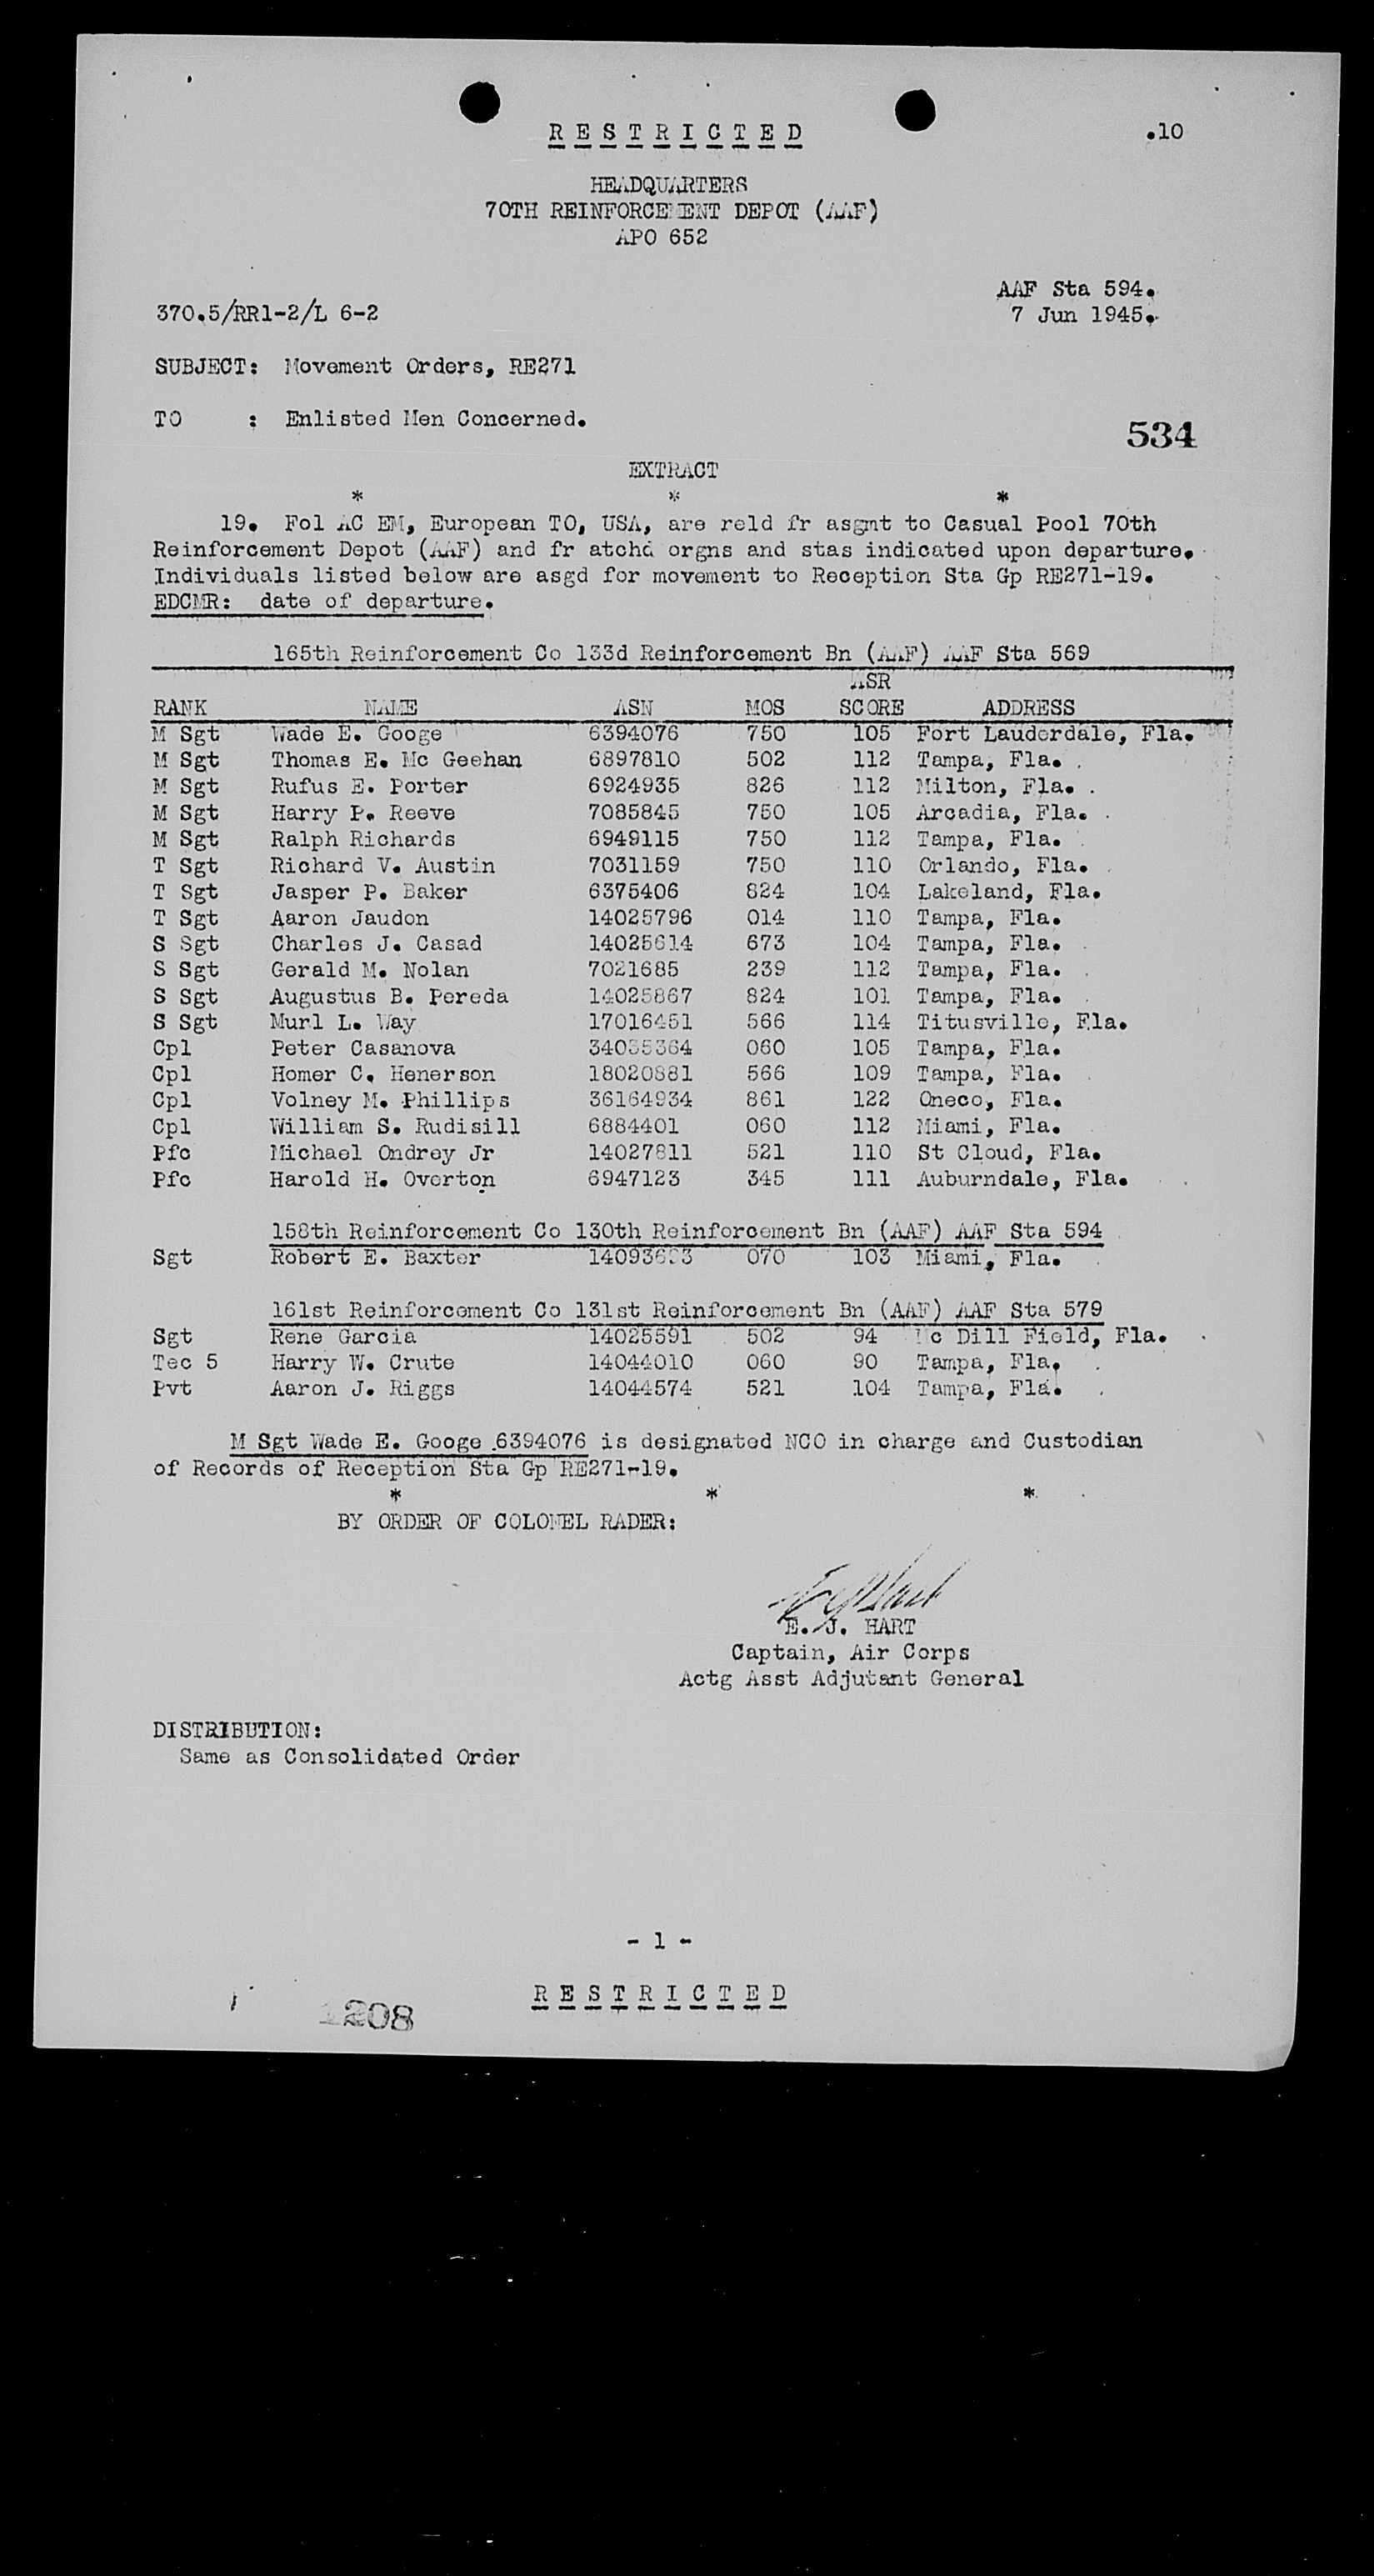 R E S T R I C T E D
.10
HEADQUARTERS
70TH REINFORCEMENT DEPOT (AAF)
APO 652
AAF Sta 594.
370.5/RR1-2/L 6-2
7 Jun 1945.
SUBJECT: Movement Orders, RE271
TO : Enlisted Men Concerned.
534
EXTRACT
* * *
19. Fol AC EM, European TO, USA, are reld fr asgmt to Casual Pool 70th
Reinforcement Depot (AAF) and fr atchd orgns and stas indicated upon departure.
Individuals listed below are asgd for movement to Reception Sta Gp RE271-19.
EDCMR: date of departure.
165th Reinforcement Co 133d Reinforcement Bn (AAF) AAF Sta 569
ASR
RANK NAME ASN MOS SCORE ADDRESS
M Sgt Wade E. Googe 6394076 750 105 Fort Lauderdale, Fla.
M Sgt Thomas E. Mc Geehan 6897810 502 112 Tampa, Fla.
M Sgt Rufus E. Porter 6924935 826 112 Milton, Fla.
M Sgt Harry P. Reeve 7085845 750 105 Arcadia, Fla.
M Sgt Ralph Richards 6949115 750 112 Tampa, Fla.
T Sgt Richard V. Austin 7031159 750 110 Orlando, Fla.
T Sgt Jasper P. Baker 6375406 824 104 Lakeland, Fla.
T Sgt Aaron Jaudon 14025796 014 110 Tampa, Fla.
S Sgt Charles J. Casad 14025614 673 104 Tampa, Fla.
S Sgt Gerald M. Nolan 7021685 239 112 Tampa, Fla.
S Sgt Augustus B. Pereda 14025867 824 101 Tampa, Fla.
S Sgt Murl L. Way 17016451 566 114 Titusville, Fla.
Cpl Peter Casanova 34035364 060 105 Tampa, Fla.
Cpl Homer C. Henerson 18020881 566 109 Tampa, Fla.
Cpl Volney M. Phillips 36164934 861 122 Oneco, Fla.
Cpl William S. Rudisill 6884401 060 112 Miami, Fla.
Pfc Michael Ondrey Jr 14027811 521 110 St Cloud, Fla.
Pfc Harold H. Overton 6947123 345 111 Auburndale, Fla.
158th Reinforcement Co 130th Reinforcement Bn (AAF) AAF Sta 594
Sgt Robert E. Baxter 070 103 Miami, Fla.
161st Reinforcement Co 131st Reinforcement Bn (AAF) AAF Sta 579
Sgt Rene Garcia 14025591 502 94 Mc Dill Field, Fla.
Tec 5 Harry W. Crute 14044010 060 90 Tampa, Fla.
Pvt Aaron J. Riggs 14044574 521 104 Tampa, Fla.
M Sgt Wade E. Googe 6394076 is designated NCO in charge and Custodian
of Records of Reception Sta Gp RE271-19.
* * *
BY ORDER OF COLONEL RADER:
E. J. HART
Captain, Air Corps
Actg Asst Adjutant General
DISTRIBUTION:
Same as Consolidated Order
- 1 -
R E S T R I C T E D
1208